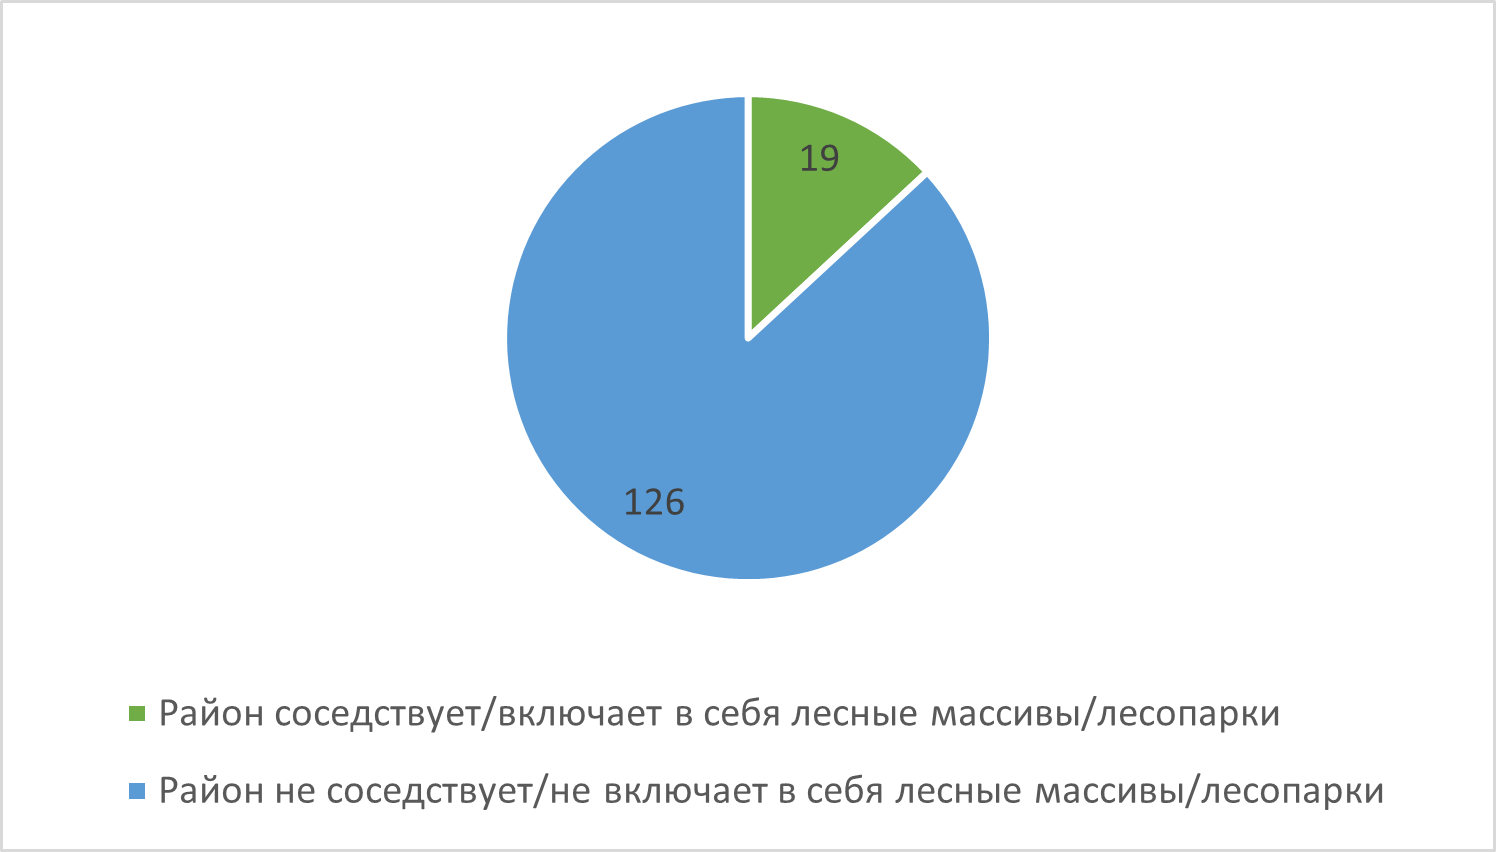 19
126
Район соседствует/включает в себя лесные массивы/лесопарки
Район не соседствует/не включает в себя лесные массивы/лесопарки